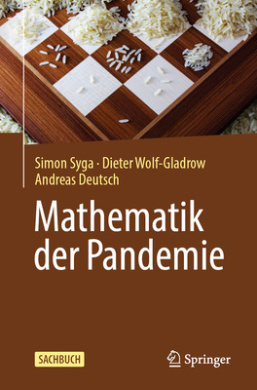 Simon Syga · Dieter Wolf-Gladrow
Andreas Deutsch
Mathematik
der Pandemie
SACHBUCH
Springer